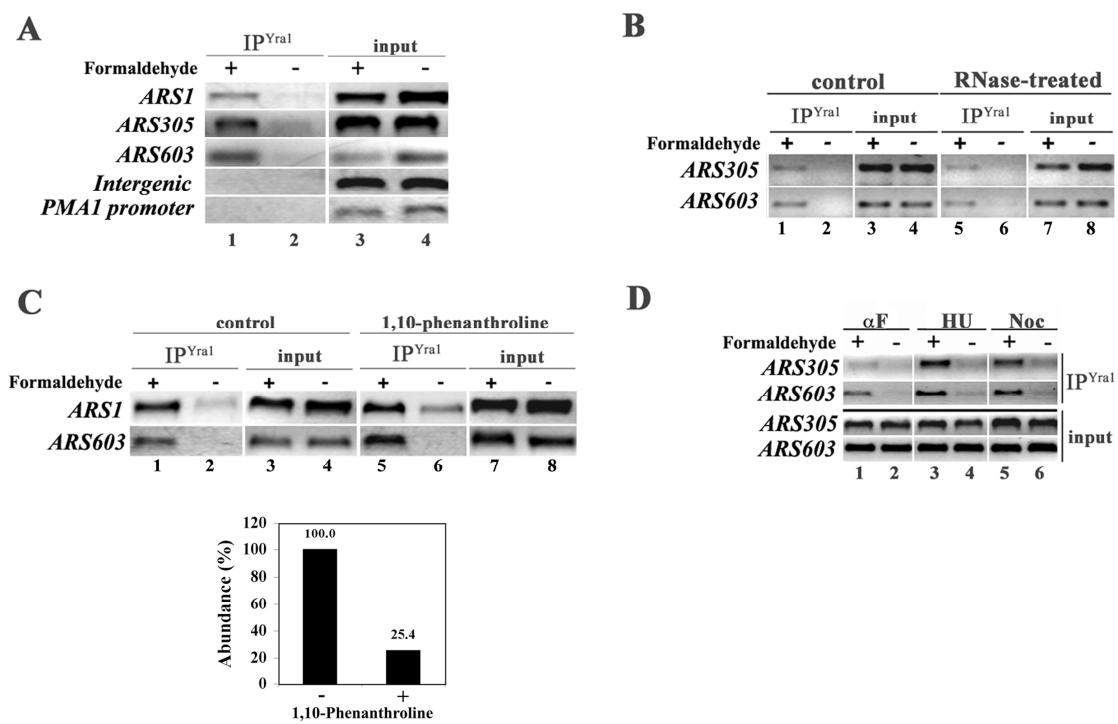 A
IP^Yra1 input
Formaldehyde + - + -
ARS1
ARS305
ARS603
Intergenic
PMA1 promoter
1 2 3 4
B
control RNase-treated
IP^Yra1 input IP^Yra1 input
Formaldehyde + - + - + - + -
ARS305
ARS603
1 2 3 4 5 6 7 8
C
control 1,10-phenanthroline
IP^Yra1 input IP^Yra1 input
Formaldehyde + - + - + - + -
ARS1
ARS603
1 2 3 4 5 6 7 8
Abundance (%)
120
100
80
60
40
20
0
100.0
25.4
- +
1,10-Phenanthroline
D
αF HU Noc
Formaldehyde + - + - + -
ARS305
ARS603
IP^Yra1
ARS305
ARS603
input
1 2 3 4 5 6